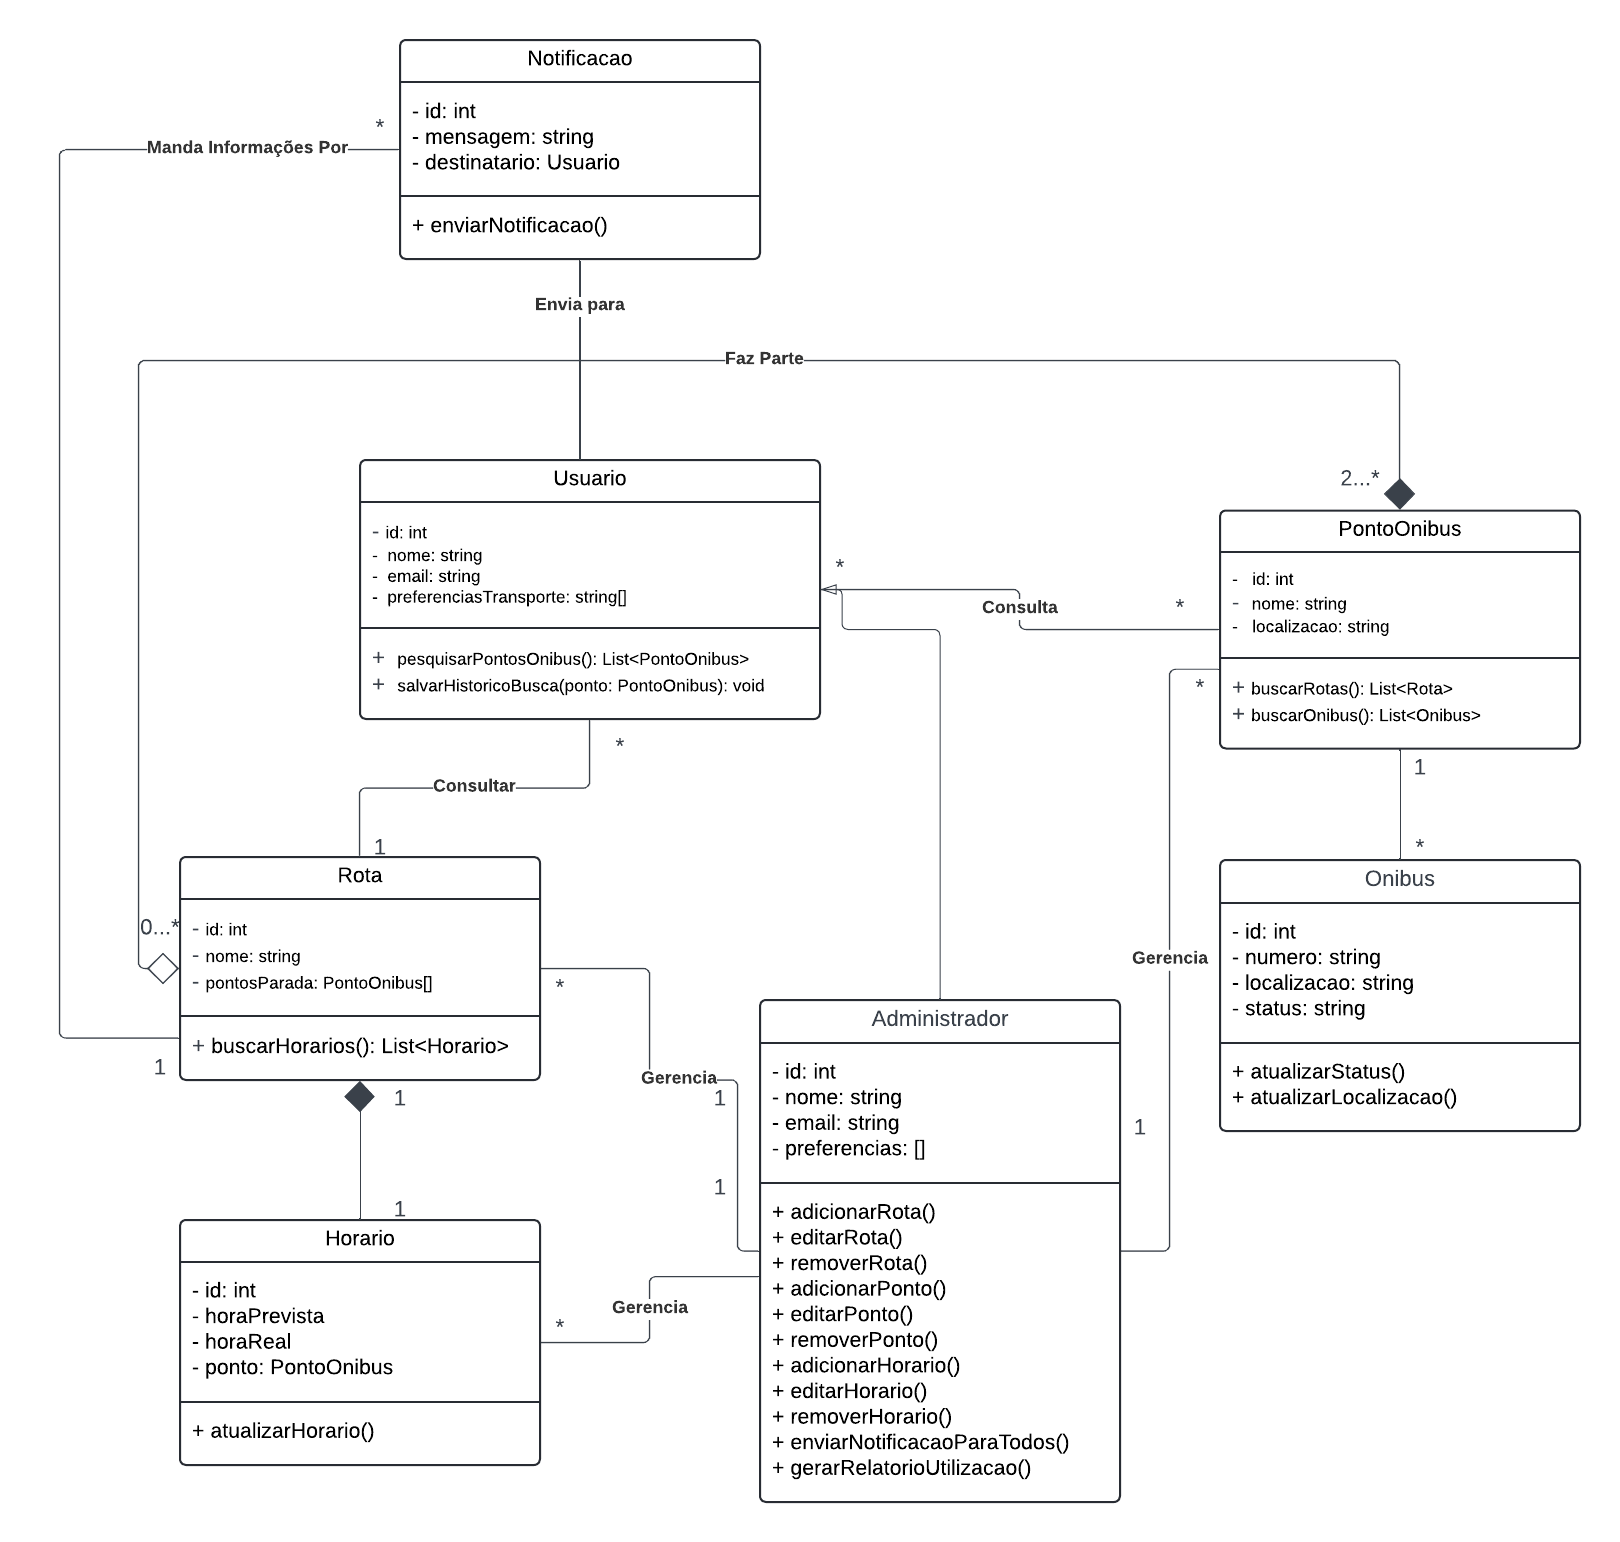 Notificacao
- id: int
- mensagem: string
- destinatario: Usuario
+ enviarNotificacao()
*
Manda Informações Por
Envia para
Faz Parte
2...*
Usuario
- id: int
- nome: string
- email: string
- preferenciasTransporte: string[]
+ pesquisarPontosOnibus(): List<PontoOnibus>
+ salvarHistoricoBusca(ponto: PontoOnibus): void
*
Consulta
*
PontoOnibus
- id: int
- nome: string
- localizacao: string
+ buscarRotas(): List<Rota>
+ buscarOnibus(): List<Onibus>
*
*
Consultar
1
1
*
Rota
- id: int
- nome: string
- pontosParada: PontoOnibus[]
+ buscarHorarios(): List<Horario>
0...*
1
*
Gerencia
1
1
1
Onibus
- id: int
- numero: string
- localizacao: string
- status: string
+ atualizarStatus()
+ atualizarLocalizacao()
Gerencia
1
Administrador
- id: int
- nome: string
- email: string
- preferencias: []
+ adicionarRota()
+ editarRota()
+ removerRota()
+ adicionarPonto()
+ editarPonto()
+ removerPonto()
+ adicionarHorario()
+ editarHorario()
+ removerHorario()
+ enviarNotificacaoParaTodos()
+ gerarRelatorioUtilizacao()
1
Horario
- id: int
- horaPrevista
- horaReal
- ponto: PontoOnibus
+ atualizarHorario()
*
Gerencia